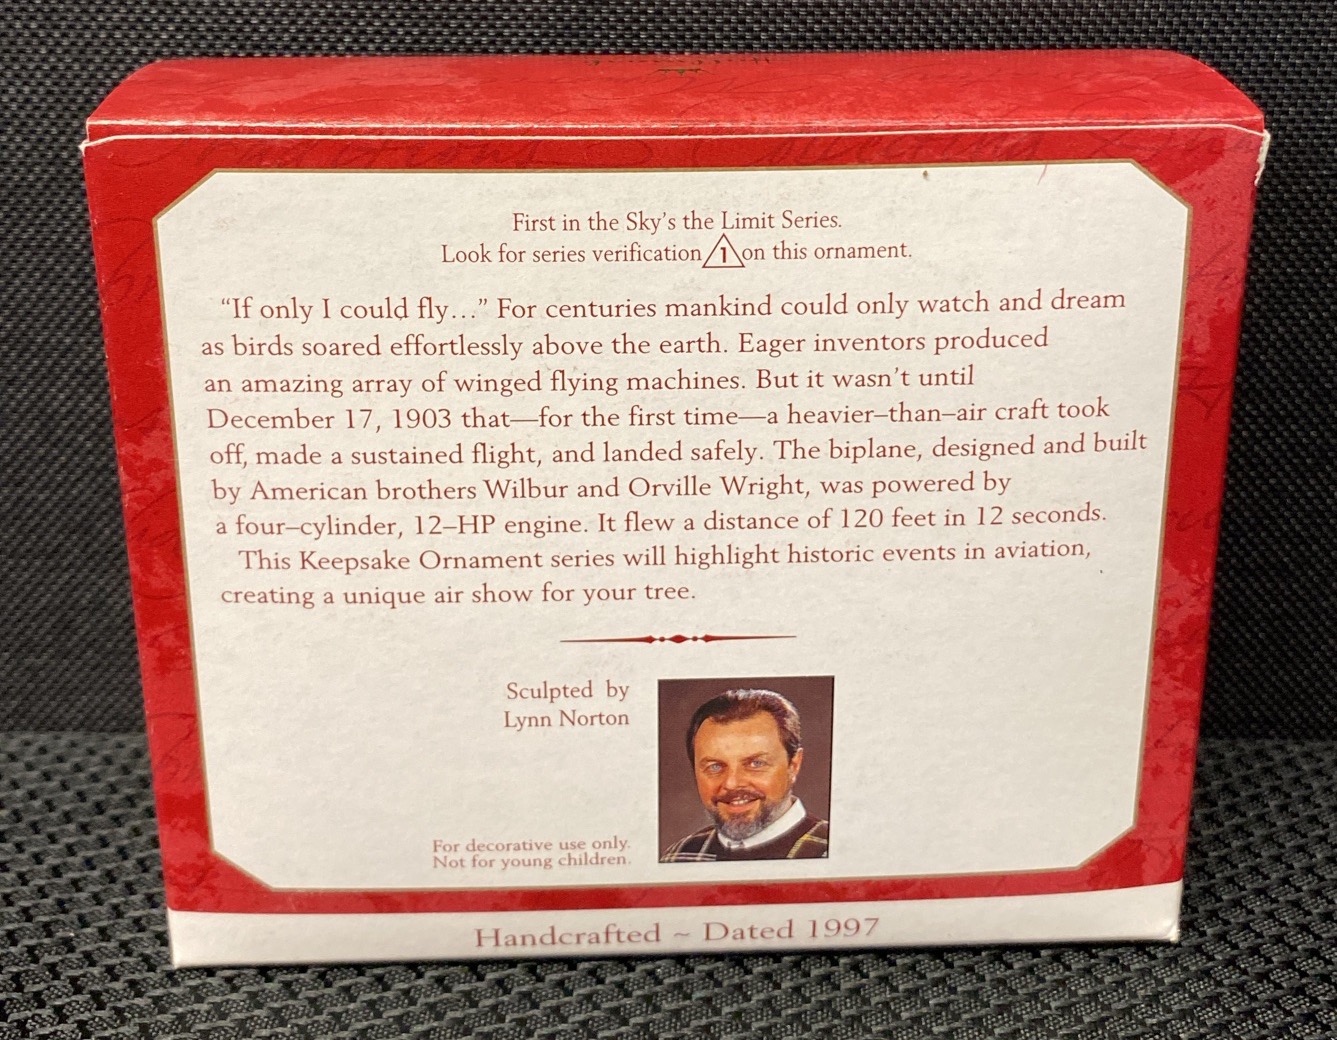 First in the Sky's the Limit Series.
Look for series verification 1 on this ornament.
“If only I could fly…” For centuries mankind could only watch and dream
as birds soared effortlessly above the earth. Eager inventors produced
an amazing array of winged flying machines. But it wasn't until
December 17, 1903 that—for the first time—a heavier–than–air craft took
off, made a sustained flight, and landed safely. The biplane, designed and built
by American brothers Wilbur and Orville Wright, was powered by
a four–cylinder, 12–HP engine. It flew a distance of 120 feet in 12 seconds.
This Keepsake Ornament series will highlight historic events in aviation,
creating a unique air show for your tree.
Sculpted by
Lynn Norton
For decorative use only.
Not for young children.
Handcrafted ~ Dated 1997